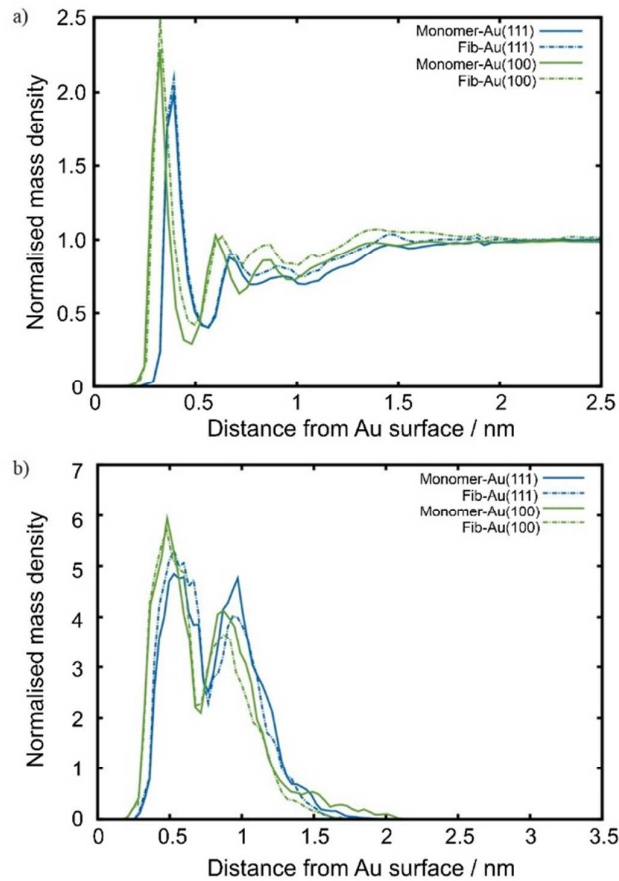 a)
2.5
2.0
1.5
1.0
0.5
0
Normalised mass density
Monomer-Au(111)
Fib-Au(111)
Monomer-Au(100)
Fib-Au(100)
0 0.5 1 1.5 2 2.5
Distance from Au surface / nm
b)
7
6
5
4
3
2
1
0
Normalised mass density
Monomer-Au(111)
Fib-Au(111)
Monomer-Au(100)
Fib-Au(100)
0 0.5 1 1.5 2 2.5 3 3.5
Distance from Au surface / nm